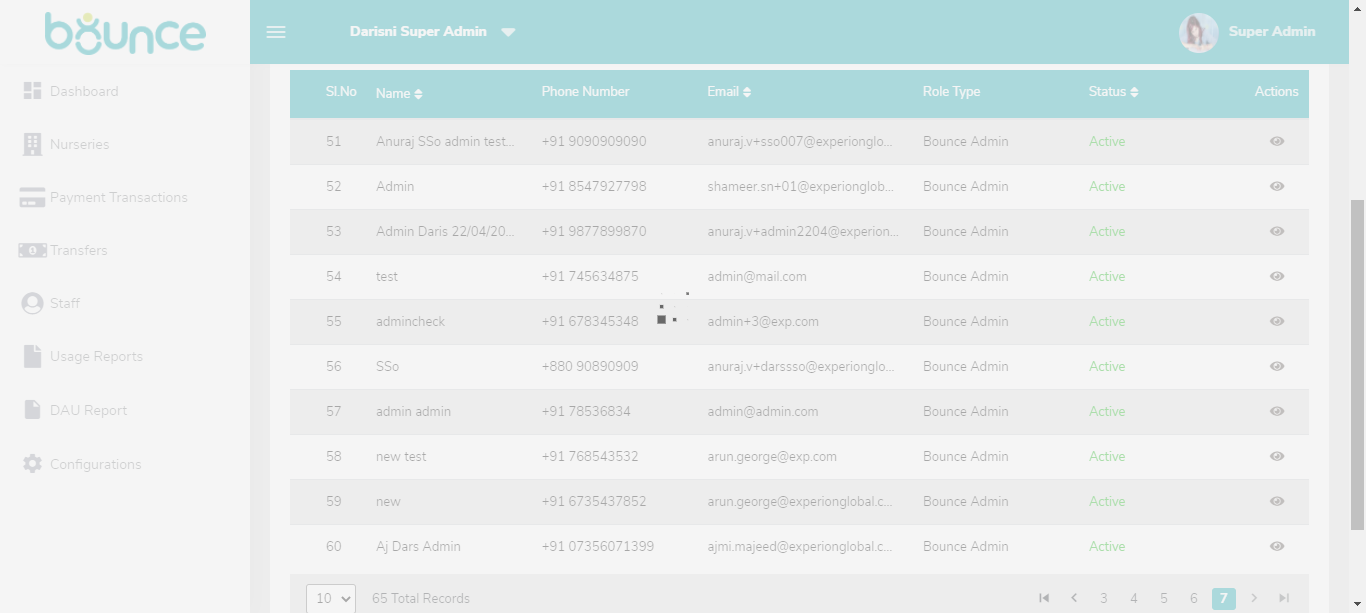 bounce
Darisni Super Admin
Super Admin
Dashboard
Nurseries
Payment Transactions
Transfers
Staff
Usage Reports
DAU Report
Configurations
Sl.No Name Phone Number Email Role Type Status Actions
51 Anuraj SSo admin test... +91 9090909090 anuraj.v+sso007@experionglo... Bounce Admin Active
52 Admin +91 8547927798 shameer.sn+01@experionglob... Bounce Admin Active
53 Admin Daris 22/04/20... +91 9877899870 anuraj.v+admin2204@experion... Bounce Admin Active
54 test +91 745634875 admin@mail.com Bounce Admin Active
55 admincheck +91 678345348 admin+3@exp.com Bounce Admin Active
56 SSo +880 90890909 anuraj.v+darssso@experionglo... Bounce Admin Active
57 admin admin +91 78536834 admin@admin.com Bounce Admin Active
58 new test +91 768543532 arun.george@exp.com Bounce Admin Active
59 new +91 6735437852 arun.george@experionglobal.c... Bounce Admin Active
60 Aj Dars Admin +91 07356071399 ajmi.majeed@experionglobal.c... Bounce Admin Active
10 65 Total Records 3 4 5 6 7